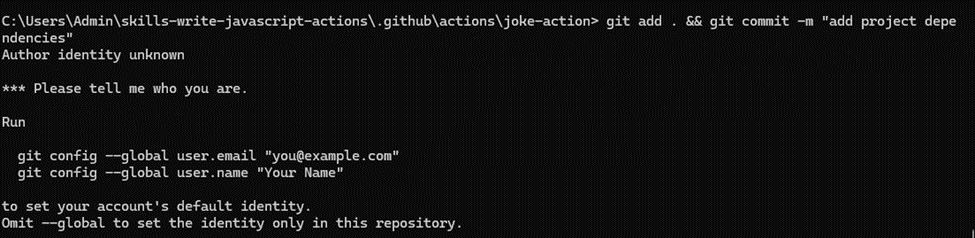 C:\Users\Admin\skills-write-javascript-actions\.github\actions\joke-action> git add . && git commit -m "add project depe
ndencies"
Author identity unknown

*** Please tell me who you are.

Run

  git config --global user.email "you@example.com"
  git config --global user.name "Your Name"

to set your account's default identity.
Omit --global to set the identity only in this repository.